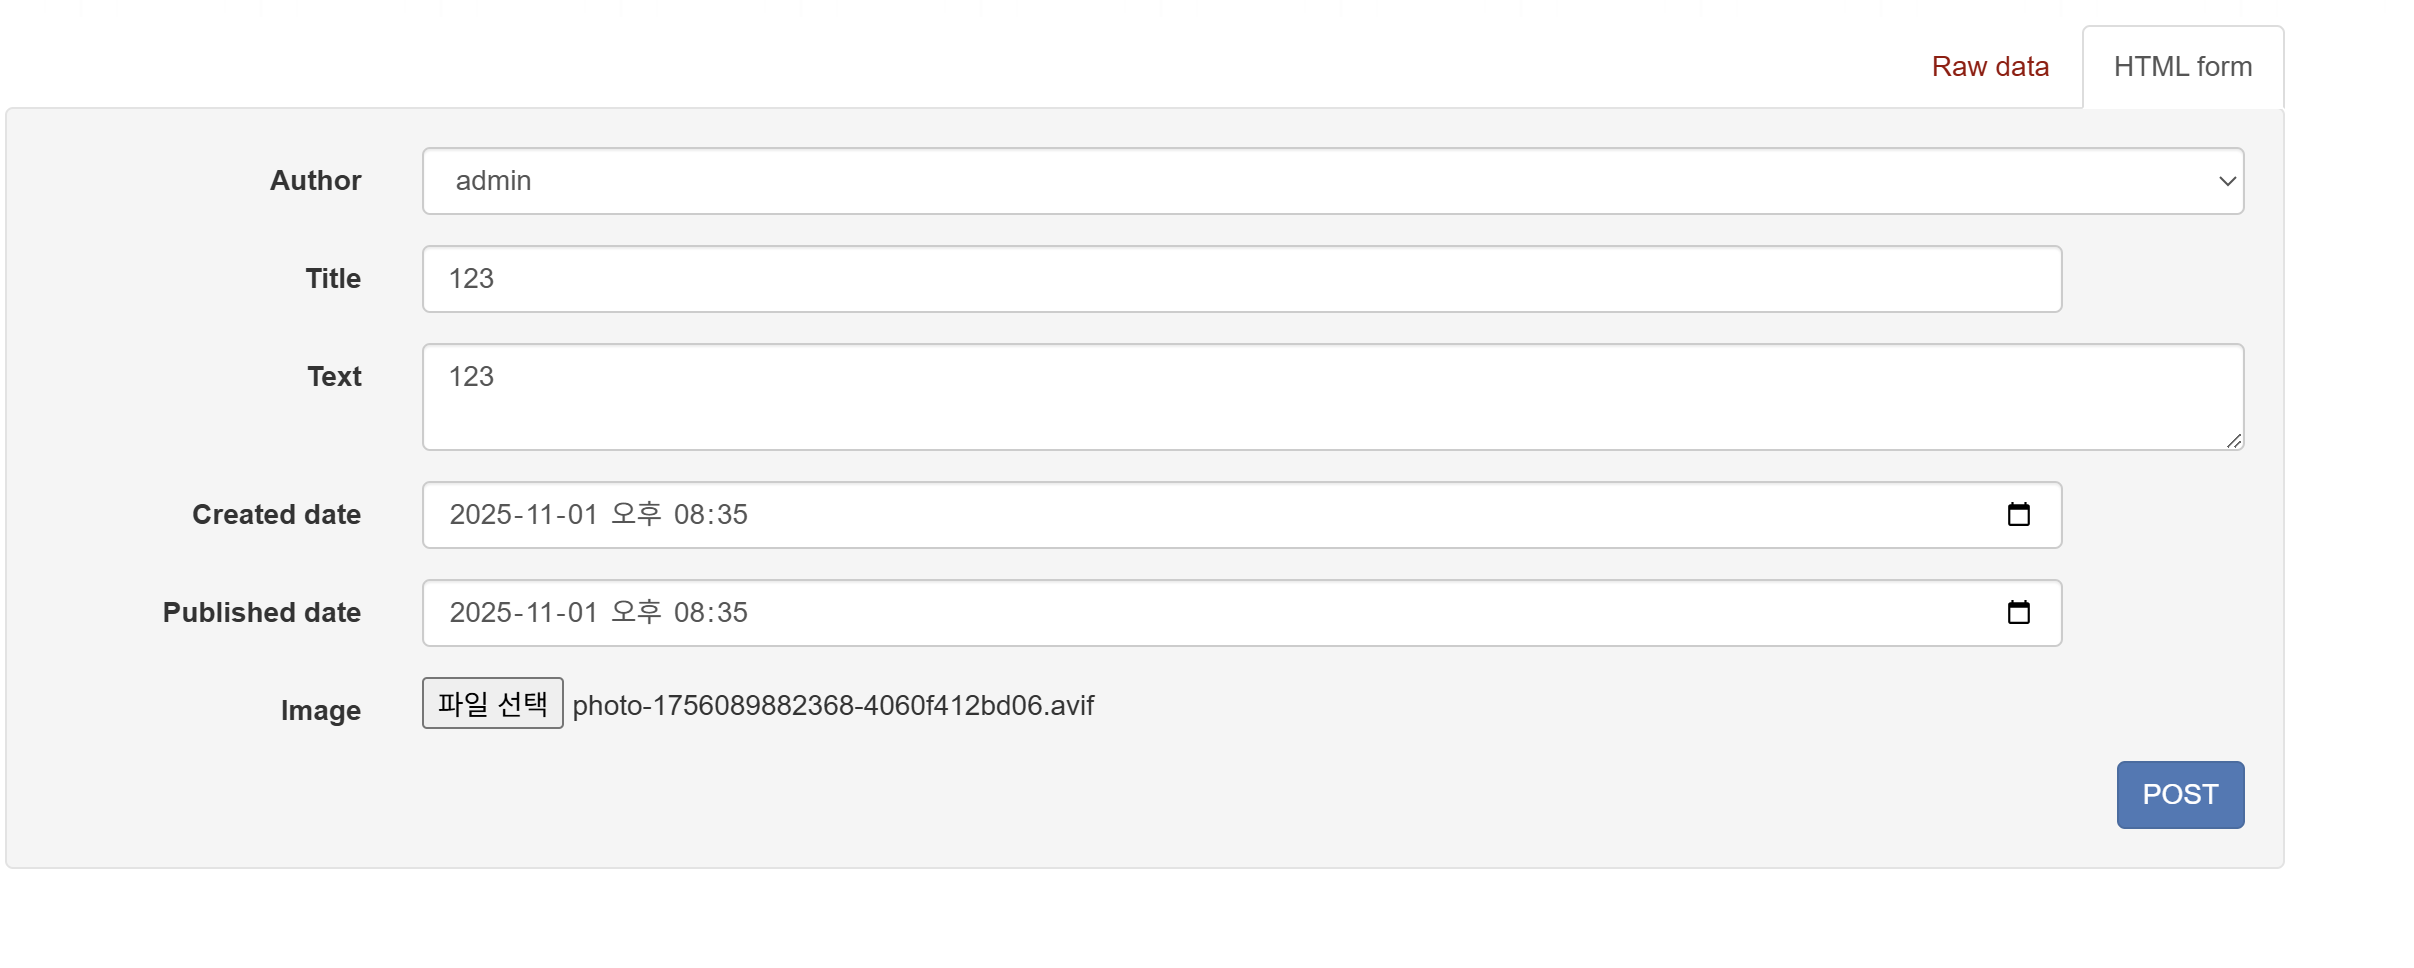 Raw data
HTML form
Author
admin
Title
123
Text
123
Created date
2025-11-01 오후 08:35
Published date
2025-11-01 오후 08:35
Image
파일 선택 photo-1756089882368-4060f412bd06.avif
POST